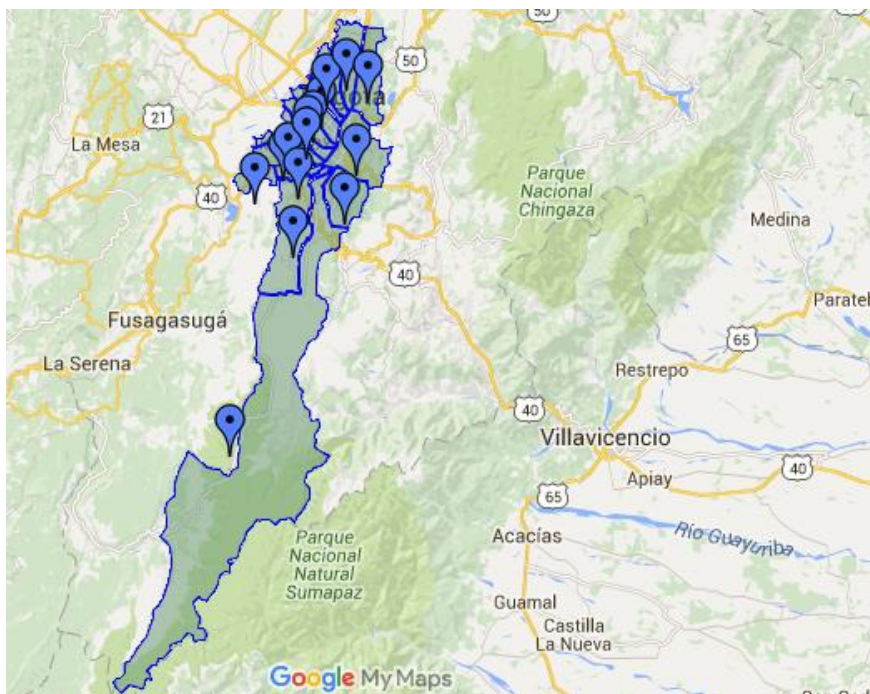 50
50
21
La Mesa
Parque
Nacional
Chingaza
40
Medina
40
Fusagasugá
Parateb
65
La Serena
Restrepo
40
Villavicencio
40
Apiay
65
Acacías
Río Guayuriba
Parque
Nacional
Natural
Sumapaz
Guamal
Castilla
La Nueva
Google My Maps